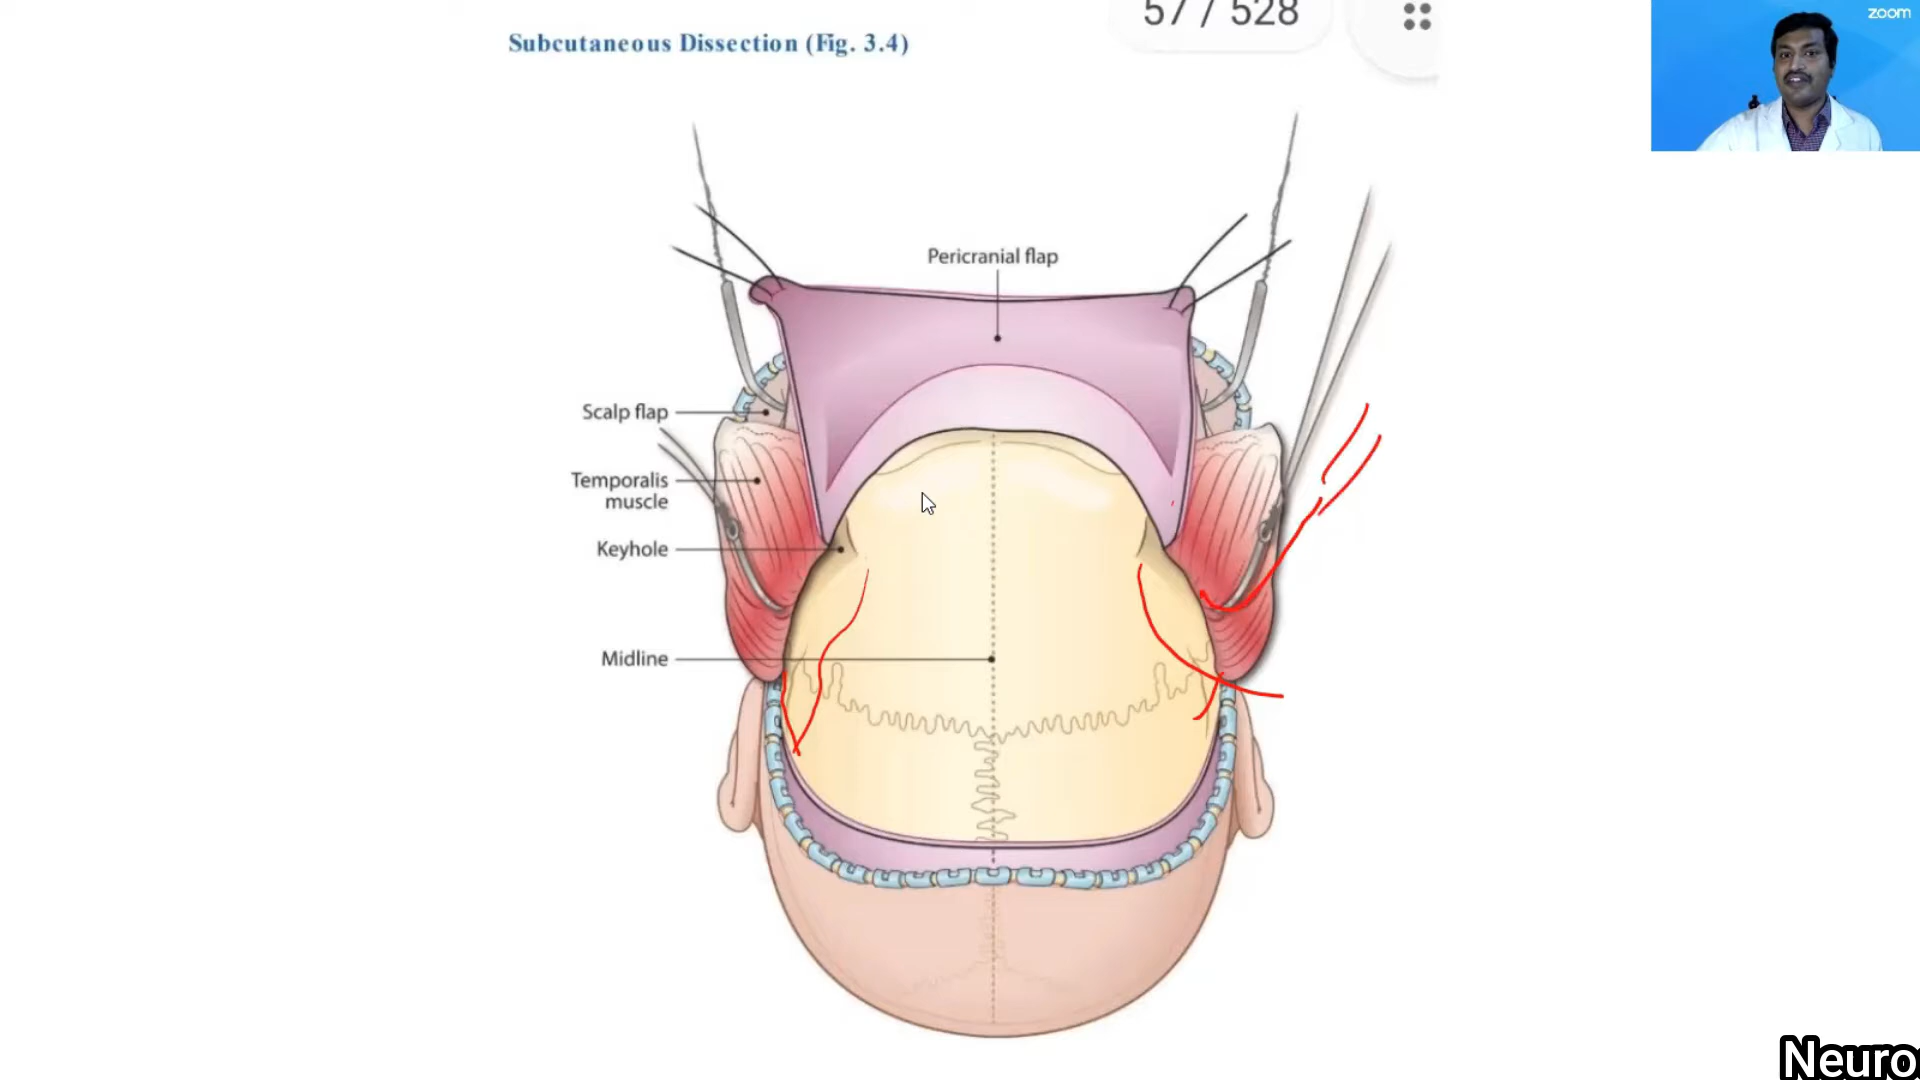 57 / 528
zoom
Subcutaneous Dissection (Fig. 3.4)
Pericranial flap
Scalp flap
Temporalis
muscle
Keyhole
Midline
Neuro